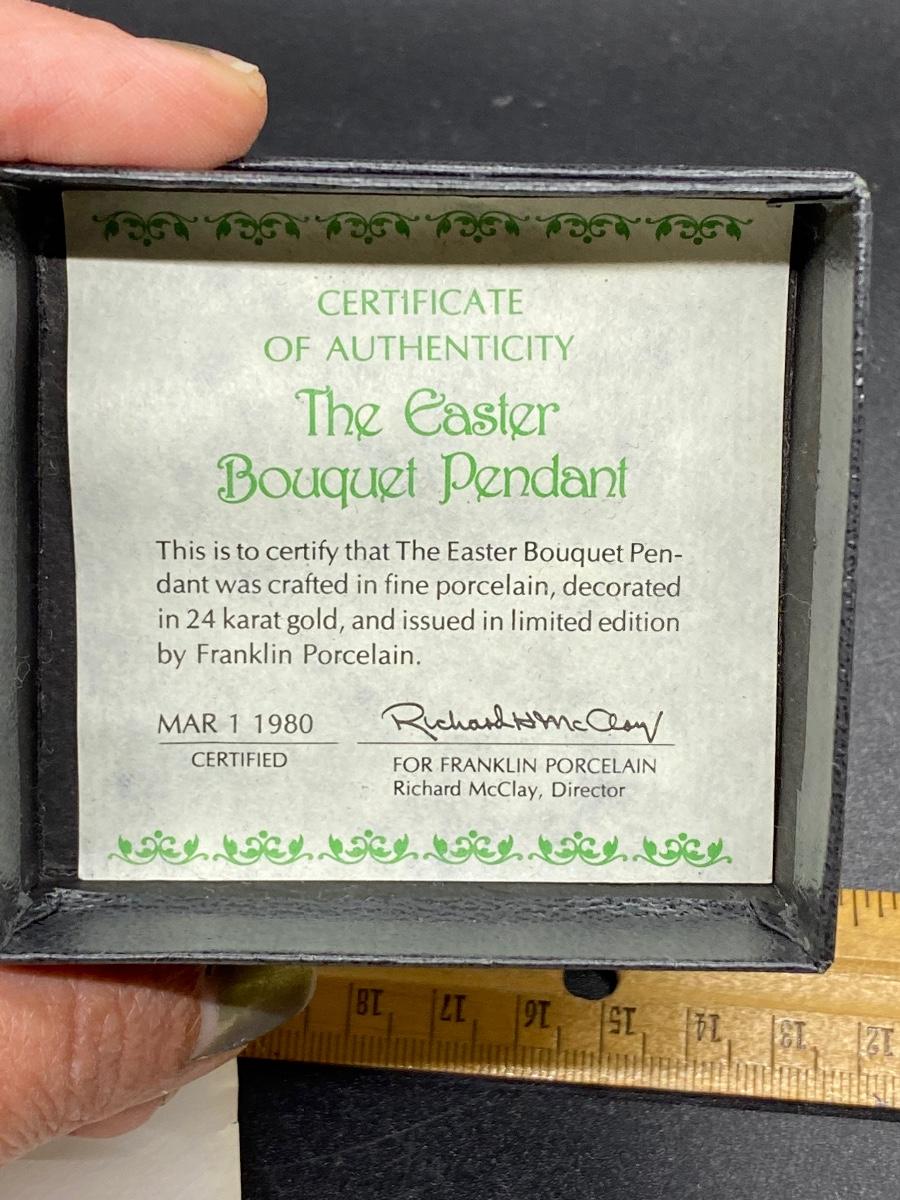 CERTIFICATE
OF AUTHENTICITY
The Easter
Bouquet Pendant
This is to certify that The Easter Bouquet Pen-
dant was crafted in fine porcelain, decorated
in 24 karat gold, and issued in limited edition
by Franklin Porcelain.
MAR 1 1980
CERTIFIED
Richard H McClay
FOR FRANKLIN PORCELAIN
Richard McClay, Director
18 17 16 15 14 13 12